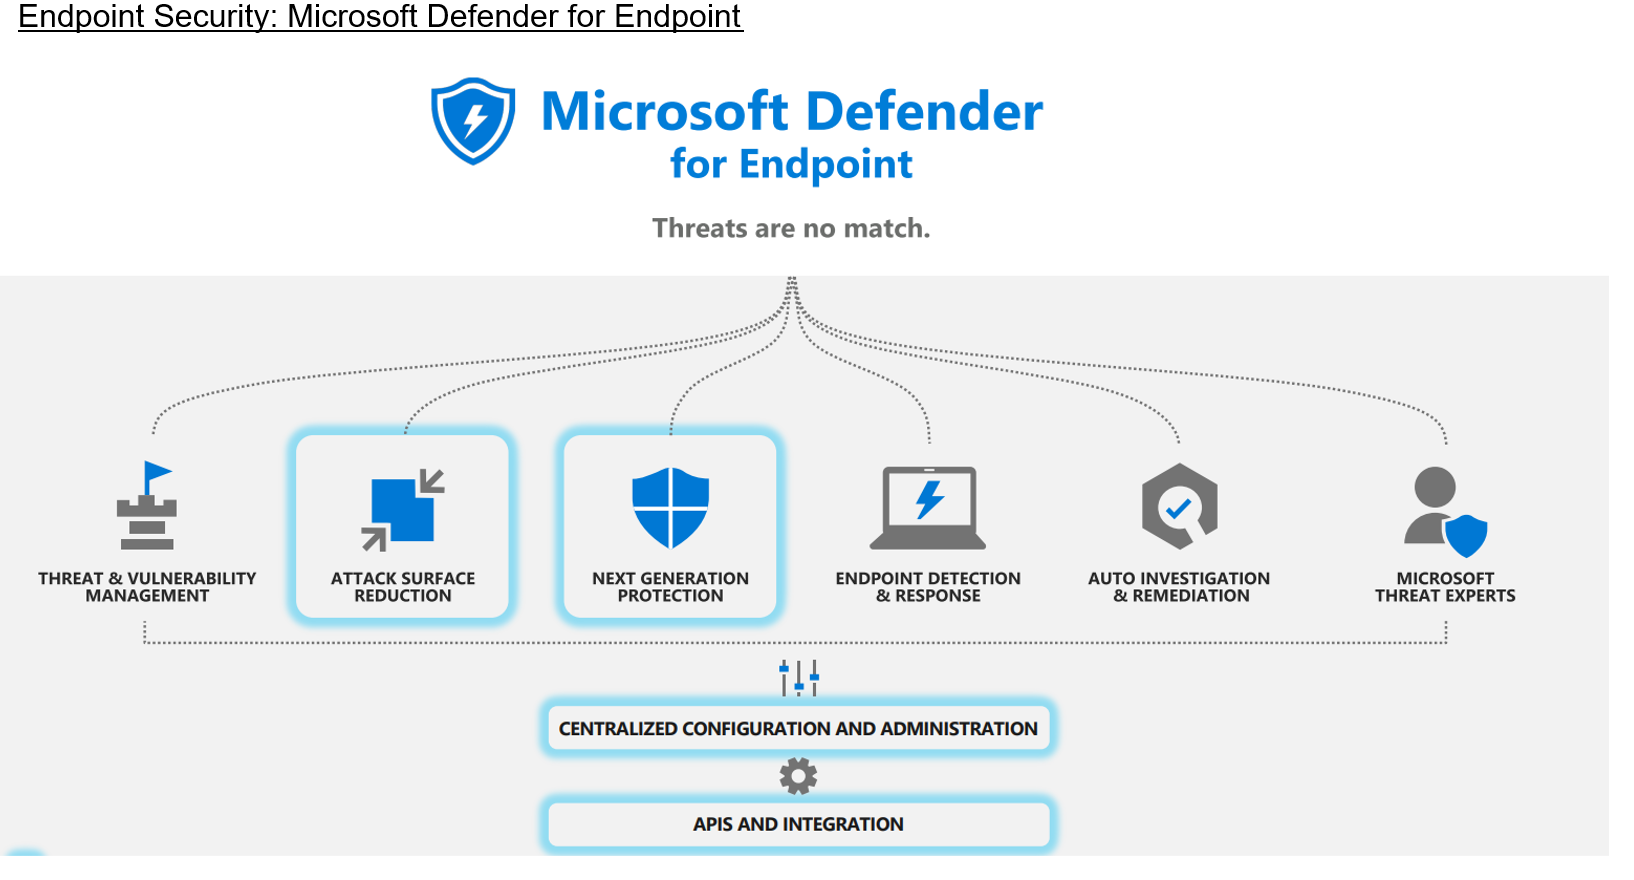 Endpoint Security: Microsoft Defender for Endpoint
Microsoft Defender
for Endpoint
Threats are no match.
THREAT & VULNERABILITY
MANAGEMENT
ATTACK SURFACE
REDUCTION
NEXT GENERATION
PROTECTION
ENDPOINT DETECTION
& RESPONSE
AUTO INVESTIGATION
& REMEDIATION
MICROSOFT
THREAT EXPERTS
CENTRALIZED CONFIGURATION AND ADMINISTRATION
APIS AND INTEGRATION